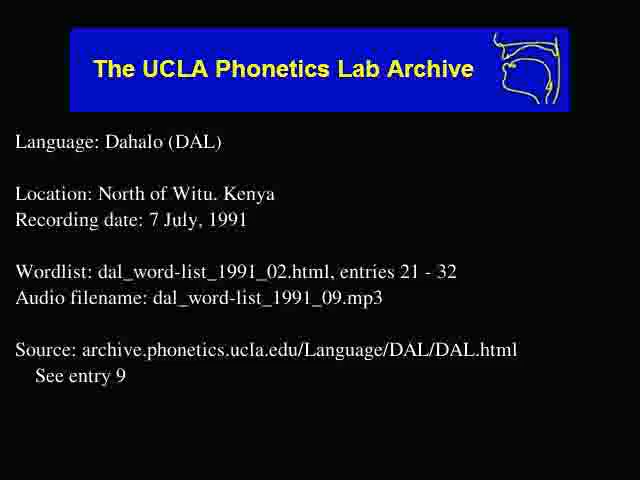 The UCLA Phonetics Lab Archive
Language: Dahalo (DAL)
Location: North of Witu. Kenya
Recording date: 7 July, 1991
Wordlist: dal_word-list_1991_02.html, entries 21 - 32
Audio filename: dal_word-list_1991_09.mp3
Source: archive.phonetics.ucla.edu/Language/DAL/DAL.html
See entry 9